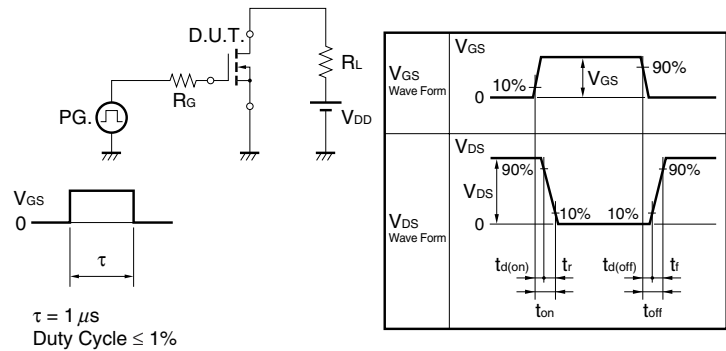 D.U.T.
RL
RG
PG.
VDD
VGS
0
τ
τ = 1 μs
Duty Cycle ≤ 1%
VGS
Wave Form
VGS
10%
VGS
90%
0
VDS
Wave Form
VDS
90%
90%
VDS
10%
10%
0
td(on)
tr
td(off)
tf
ton
toff